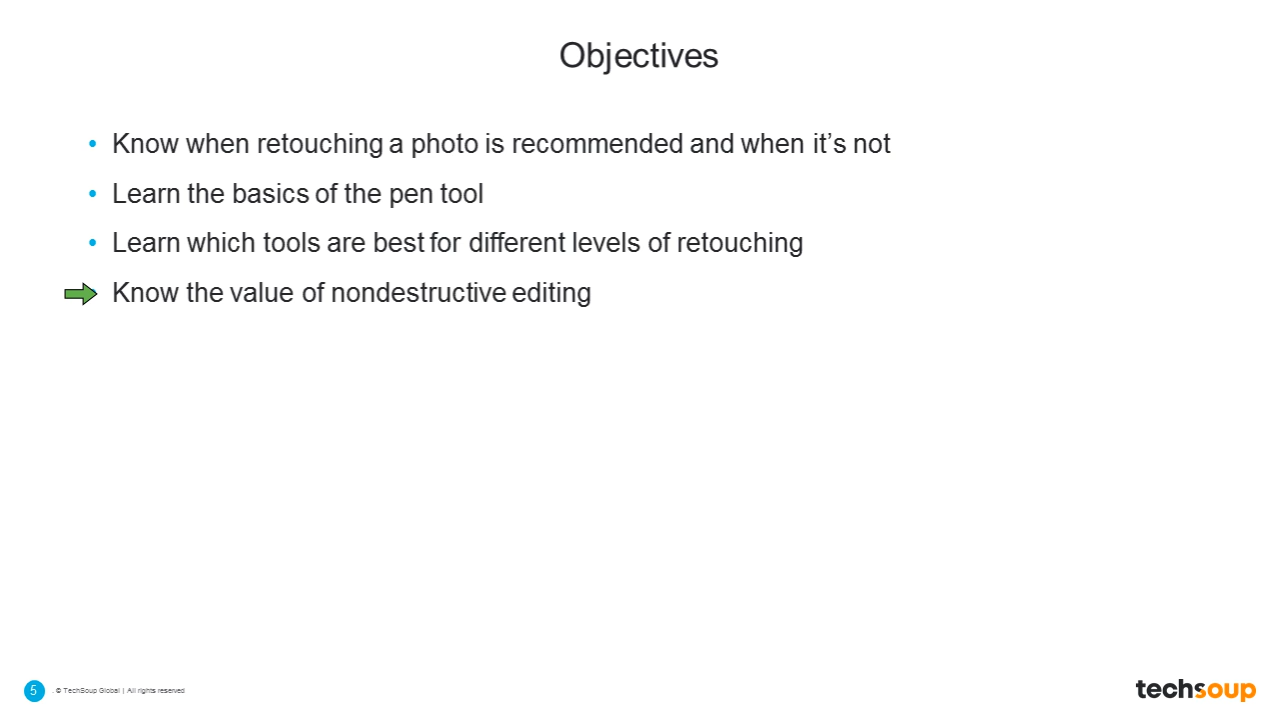 Objectives
• Know when retouching a photo is recommended and when it’s not
• Learn the basics of the pen tool
• Learn which tools are best for different levels of retouching
Know the value of nondestructive editing
5 . © TechSoup Global | All rights reserved
techsoup